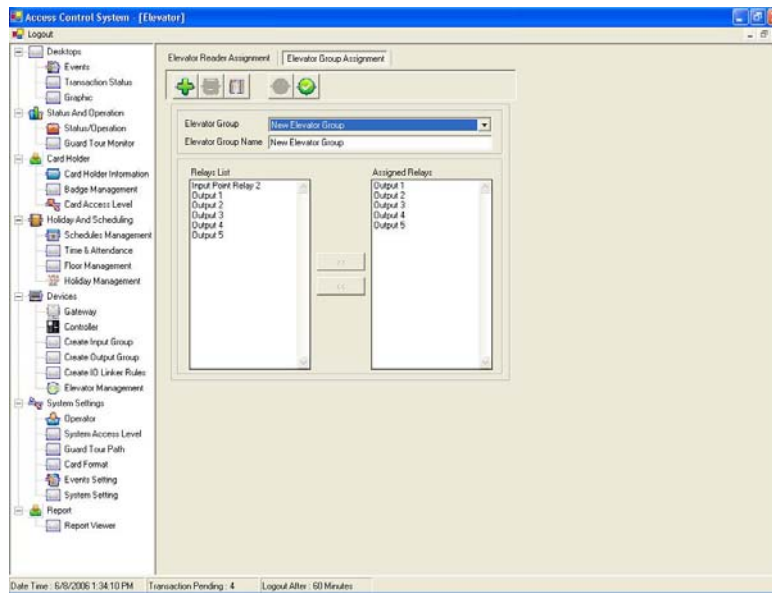 Access Control System - [Elevator]
Logout
Desktops
Events
Transaction Status
Graphic
Status And Operation
Status/Operation
Guard Tour Monitor
Card Holder
Card Holder Information
Badge Management
Card Access Level
Holiday And Scheduling
Schedules Management
Time & Attendance
Floor Management
Holiday Management
Devices
Gateway
Controller
Create Input Group
Create Output Group
Create IO Linker Rules
Elevator Management
System Settings
Operator
System Access Level
Guard Tour Path
Card Format
Events Setting
System Setting
Report
Report Viewer
Elevator Reader Assignment
Elevator Group Assignment
Elevator Group
New Elevator Group
Elevator Group Name
New Elevator Group
Relays List
Input Point Relay 2
Output 1
Output 2
Output 3
Output 4
Output 5
>>
<<
Assigned Relays
Output 1
Output 2
Output 3
Output 4
Output 5
Date Time : 6/8/2006 1:34:10 PM
Transaction Pending : 4
Logout After : 60 Minutes